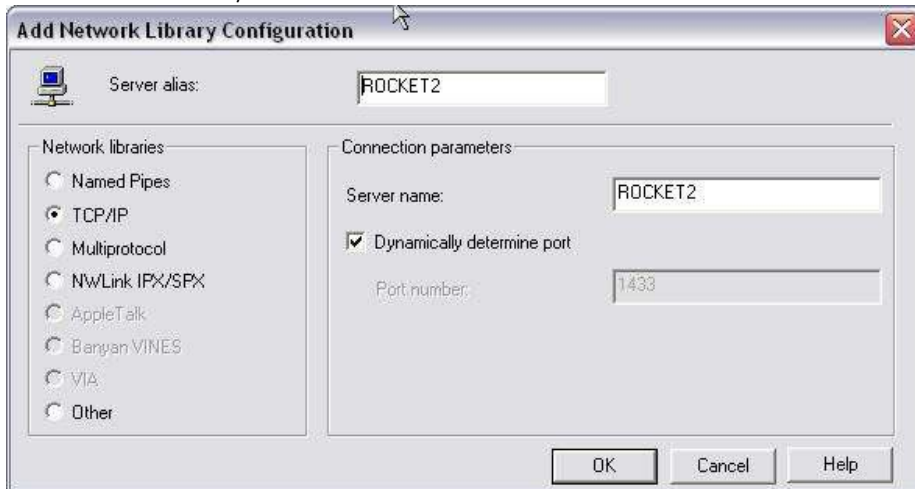 Add Network Library Configuration
Server alias:
ROCKET2
Network libraries
Named Pipes
TCP/IP
Multiprotocol
NWLink IPX/SPX
AppleTalk
Banyan VINES
VIA
Other
Connection parameters
Server name:
ROCKET2
Dynamically determine port
Port number:
1433
OK
Cancel
Help